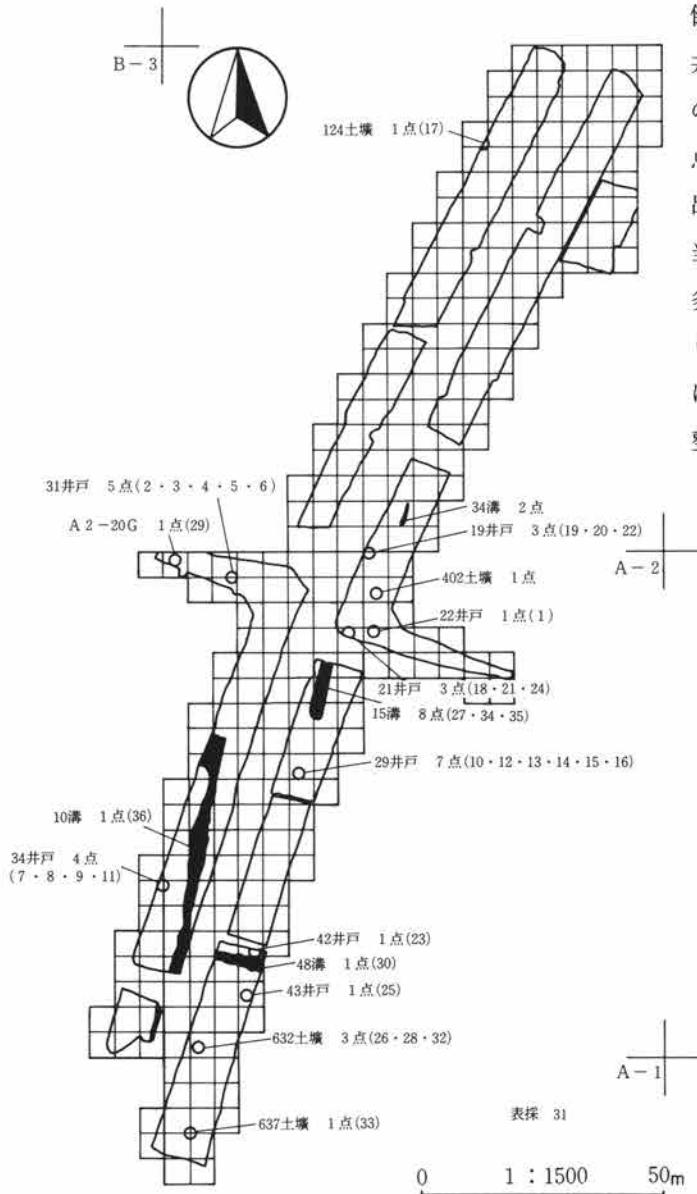 B－3
124土壙 1点(17)
31井戸 5点(2・3・4・5・6)
A 2－20G 1点(29)
34溝 2点
19井戸 3点(19・20・22)
A－2
402土壙 1点
22井戸 1点(1)
21井戸 3点(18・21・24)
15溝 8点(27・34・35)
29井戸 7点(10・12・13・14・15・16)
10溝 1点(36)
34井戸 4点
(7・8・9・11)
42井戸 1点(23)
48溝 1点(30)
43井戸 1点(25)
632土壙 3点(26・28・32)
A－1
表採 31
637土壙 1点(33)
0 1：1500 50m